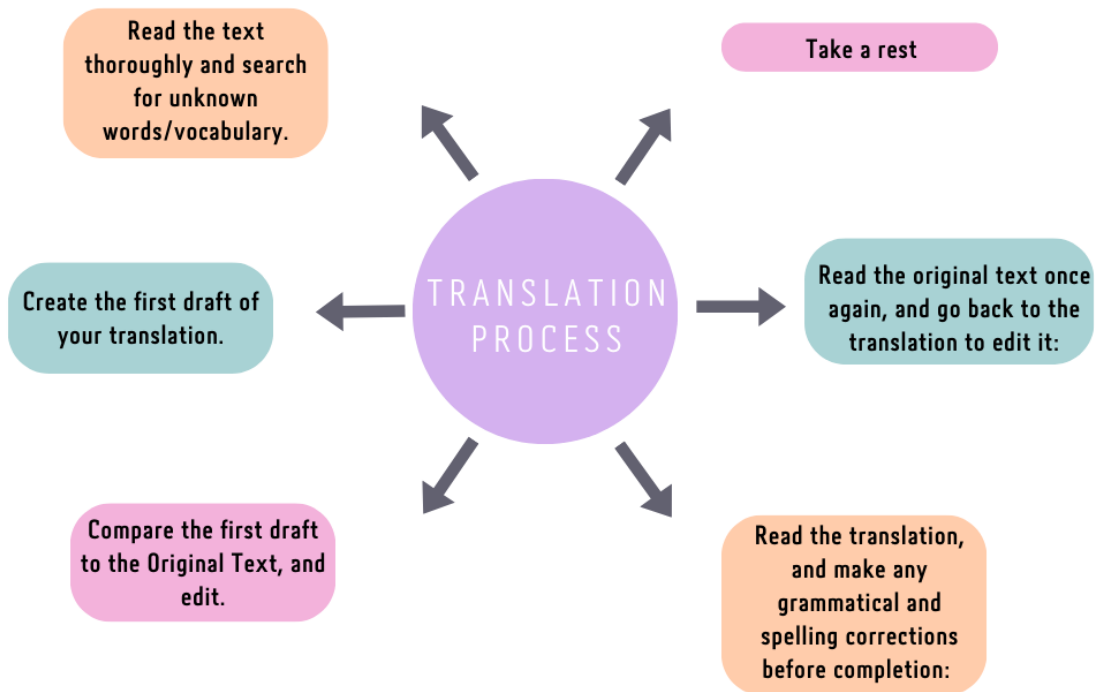 Read the text
thoroughly and search
for unknown
words/vocabulary.
Take a rest
TRANSLATION
PROCESS
Create the first draft of
your translation.
Read the original text once
again, and go back to the
translation to edit it:
Compare the first draft
to the Original Text, and
edit.
Read the translation,
and make any
grammatical and
spelling corrections
before completion: